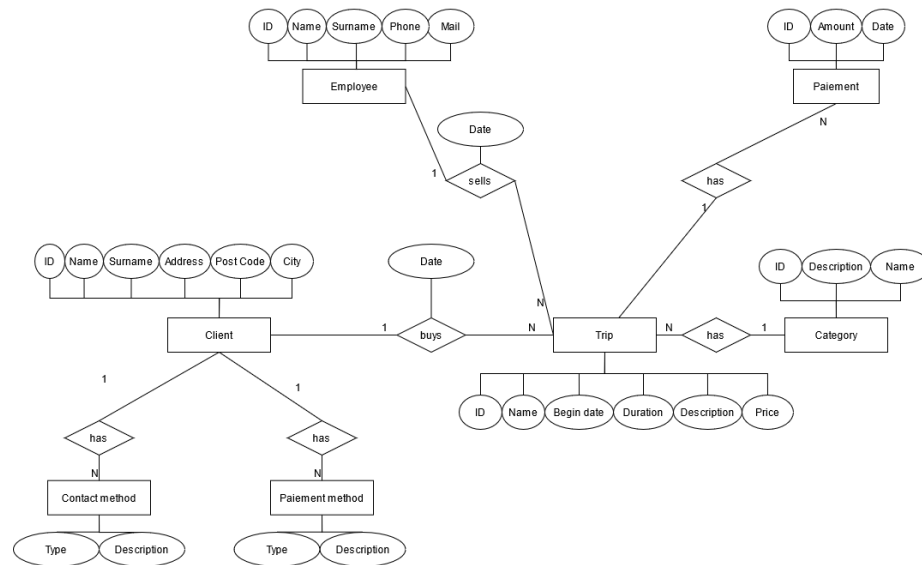 ID Name Surname Phone Mail
ID Amount Date
Employee
Paiement
N
Date
1
sells
has
1
ID Name Surname Address Post Code City
Date
ID Description Name
N
Client
1
buys
N
Trip
N
has
1
Category
1
1
ID Name Begin date Duration Description Price
has
has
N
N
Contact method
Paiement method
Type Description
Type Description